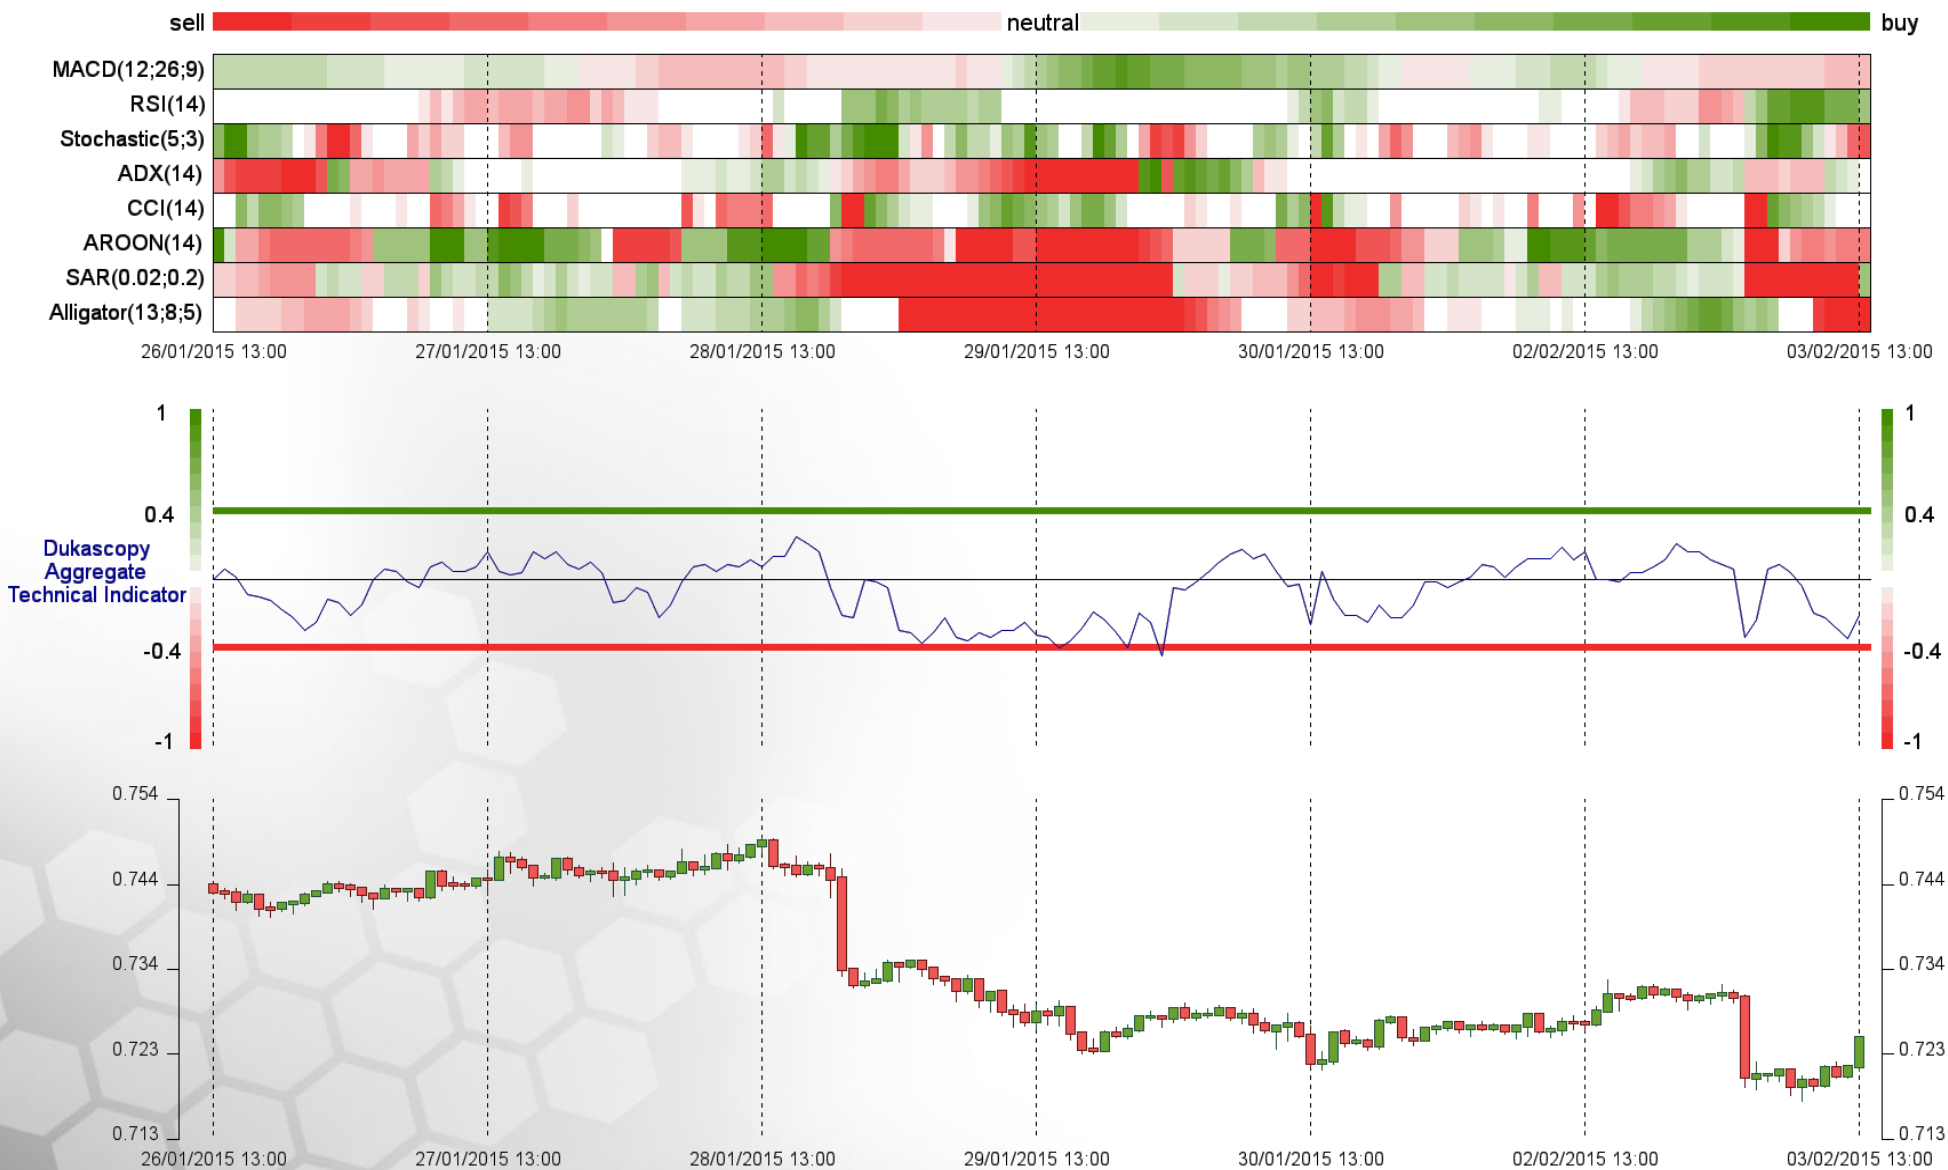 sell neutral buy
MACD(12;26;9)
RSI(14)
Stochastic(5;3)
ADX(14)
CCI(14)
AROON(14)
SAR(0.02;0.2)
Alligator(13;8;5)
26/01/2015 13:00 27/01/2015 13:00 28/01/2015 13:00 29/01/2015 13:00 30/01/2015 13:00 02/02/2015 13:00 03/02/2015 13:00
1 1
0.4 0.4
Dukascopy
Aggregate
Technical Indicator
-0.4 -0.4
-1 -1
0.754 0.754
0.744 0.744
0.734 0.734
0.723 0.723
0.713 0.713
26/01/2015 13:00 27/01/2015 13:00 28/01/2015 13:00 29/01/2015 13:00 30/01/2015 13:00 02/02/2015 13:00 03/02/2015 13:00